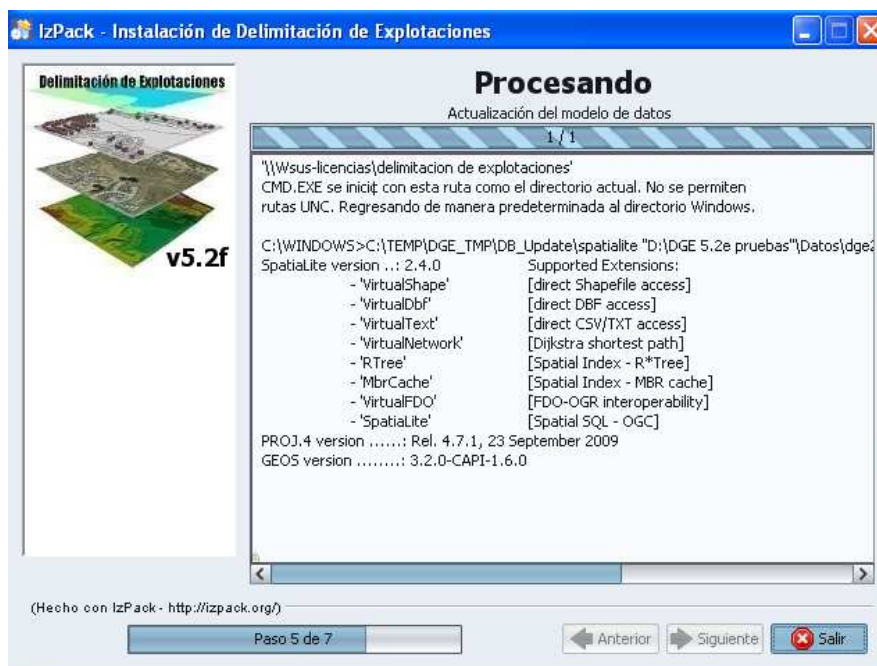 IzPack - Instalación de Delimitación de Explotaciones
Delimitación de Explotaciones
v5.2f
Procesando
Actualización del modelo de datos
1 / 1
'\\Wsus-licencias\delimitacion de explotaciones'
CMD.EXE se inici¢ con esta ruta como el directorio actual. No se permiten
rutas UNC. Regresando de manera predeterminada al directorio Windows.
C:\WINDOWS>C:\TEMP\DGE_TMP\DB_Update\spatialite "D:\DGE 5.2e pruebas"\Datos\dge2
SpatiaLite version ..: 2.4.0 Supported Extensions:
- 'VirtualShape' [direct Shapefile access]
- 'VirtualDbf' [direct DBF access]
- 'VirtualText' [direct CSV/TXT access]
- 'VirtualNetwork' [Dijkstra shortest path]
- 'RTree' [Spatial Index - R*Tree]
- 'MbrCache' [Spatial Index - MBR cache]
- 'VirtualFDO' [FDO-OGR interoperability]
- 'SpatiaLite' [Spatial SQL - OGC]
PROJ.4 version ......: Rel. 4.7.1, 23 September 2009
GEOS version ........: 3.2.0-CAPI-1.6.0
(Hecho con IzPack - http://izpack.org/)
Paso 5 de 7
Anterior
Siguiente
Salir